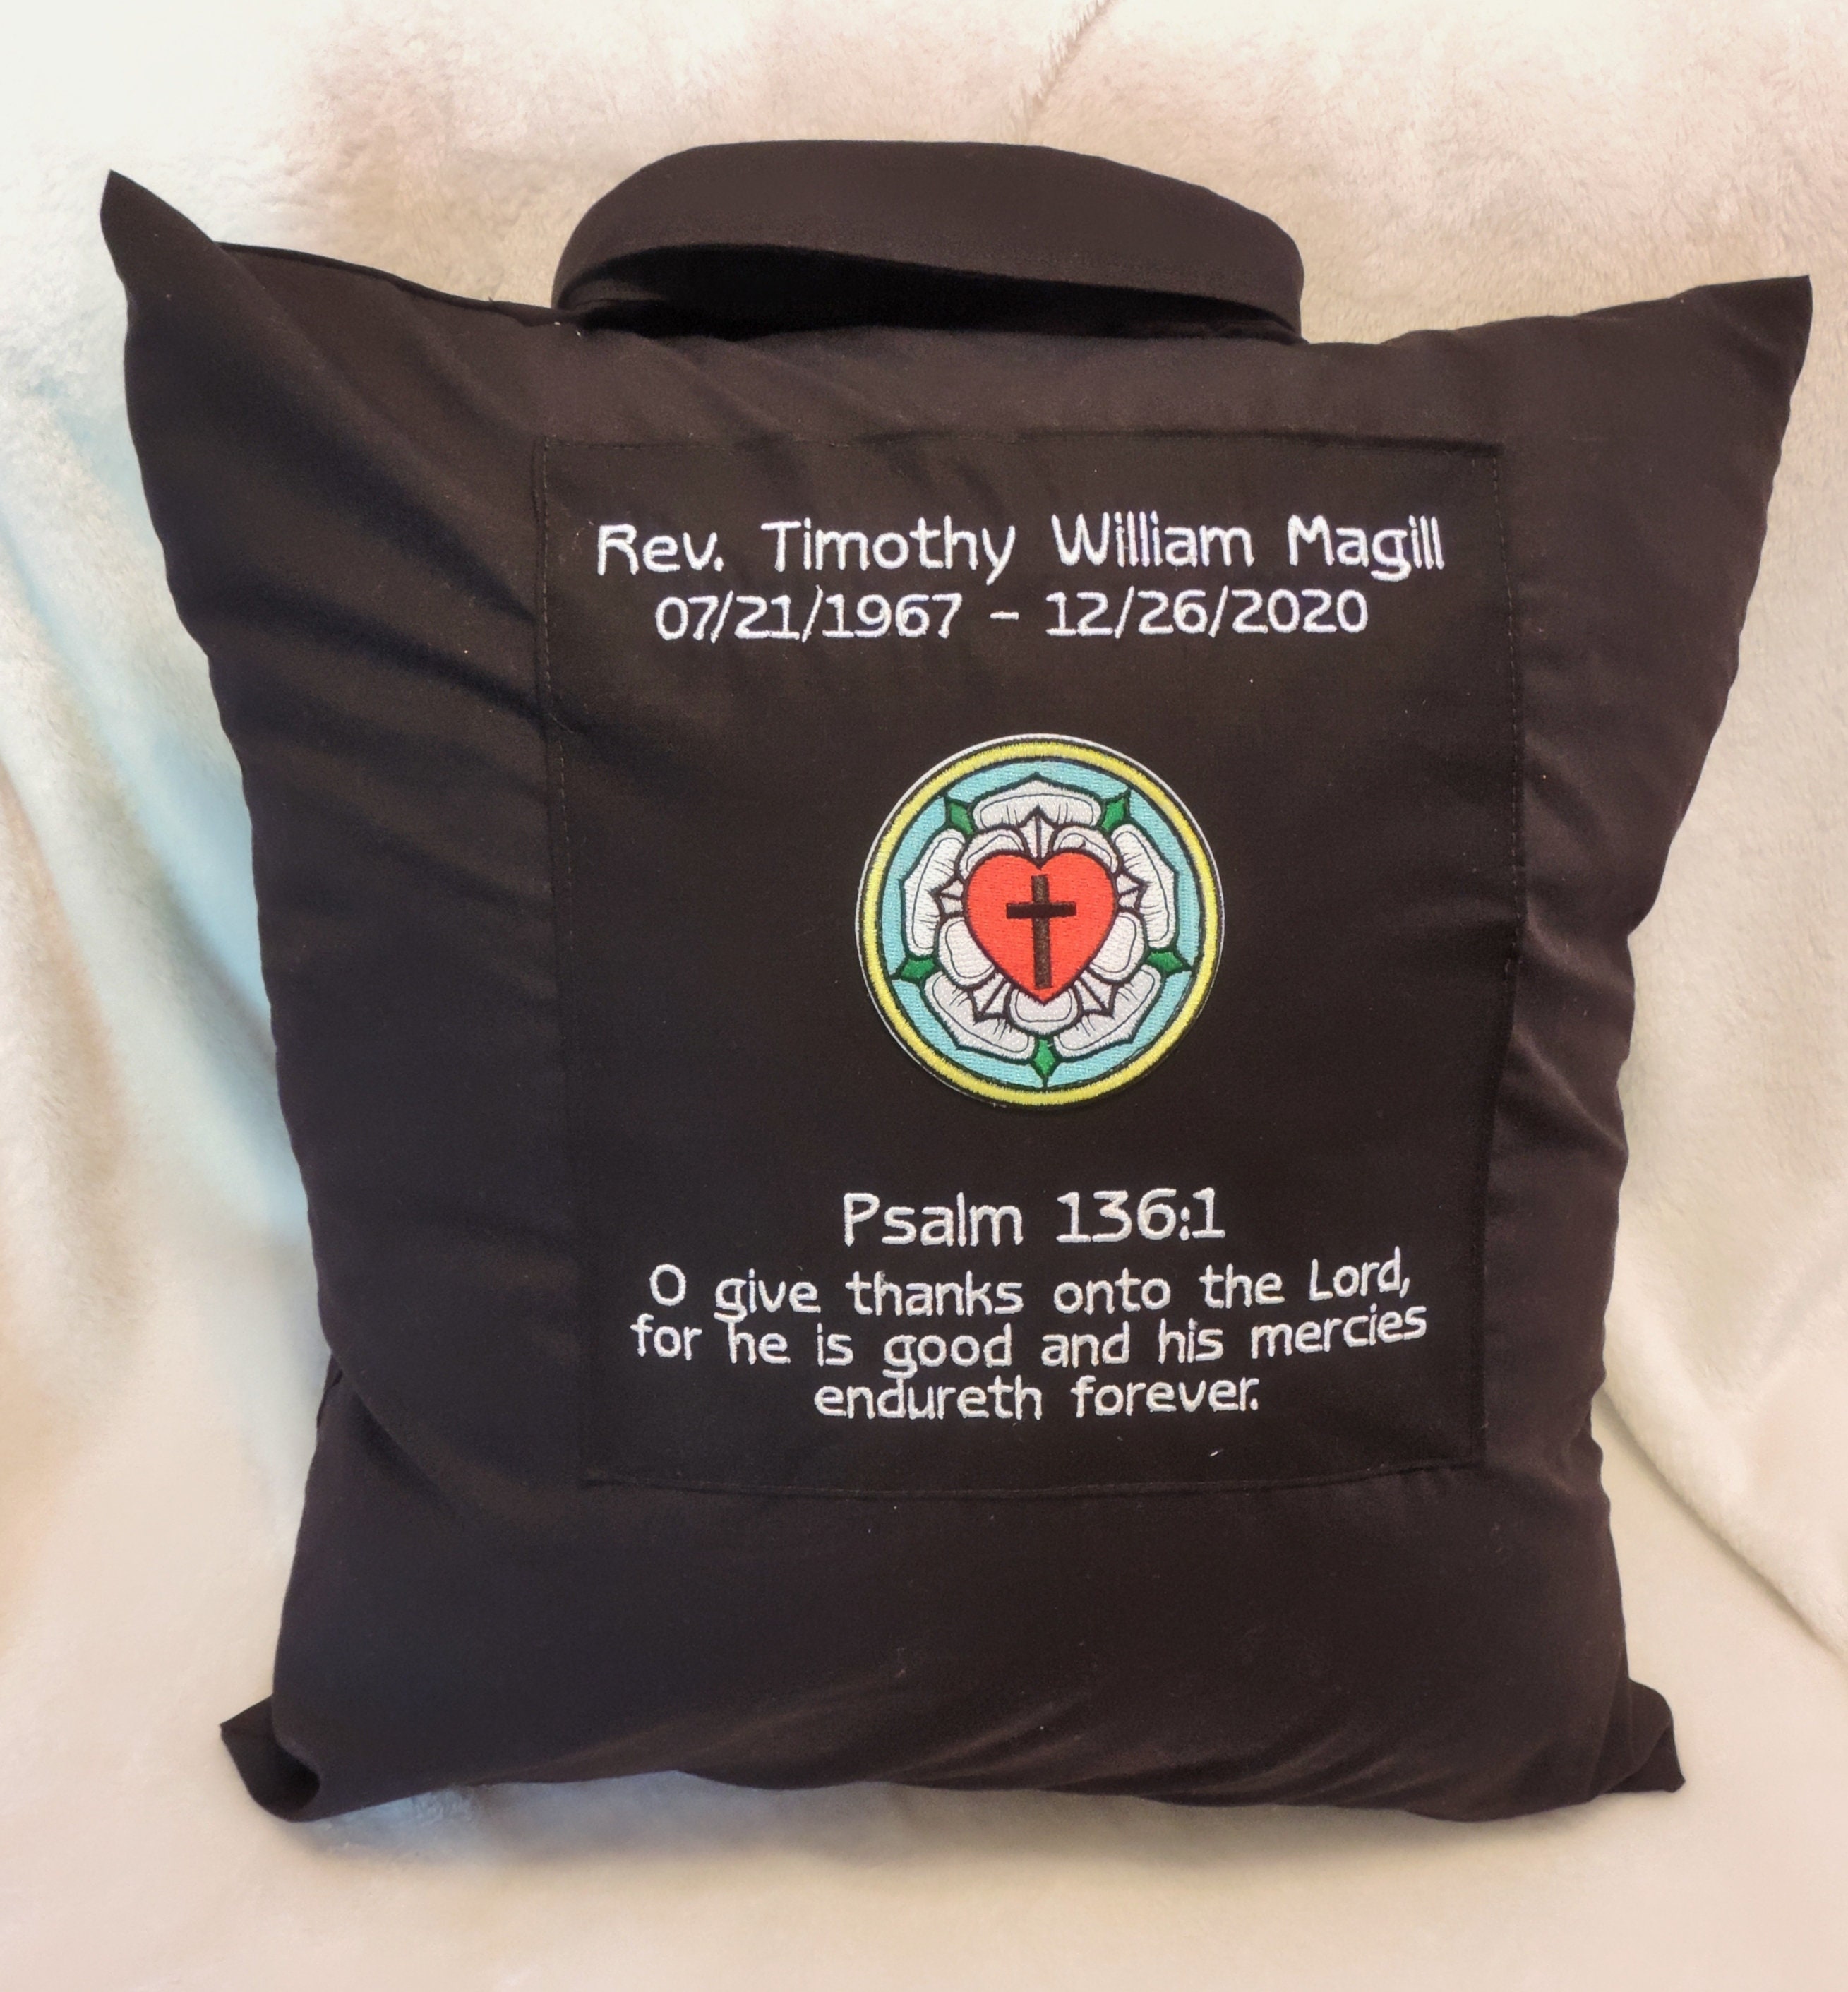 Rev. Timothy William Magill
07/21/1967 - 12/26/2020
Psalm 136:1
O give thanks onto the Lord,
for he is good and his mercies
endureth forever.